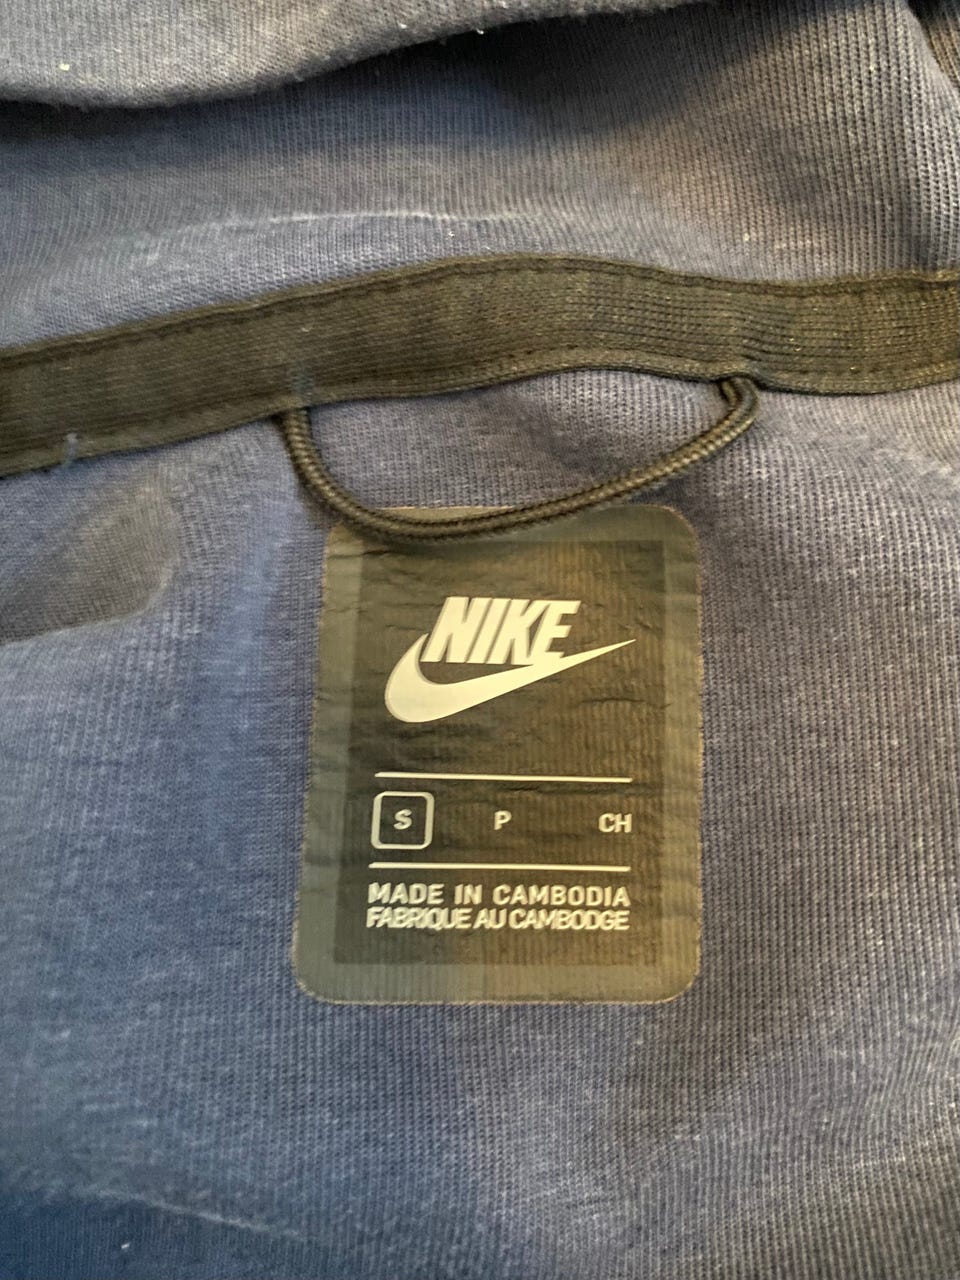 NIKE
S P CH
MADE IN CAMBODIA
FABRIQUE AU CAMBODGE